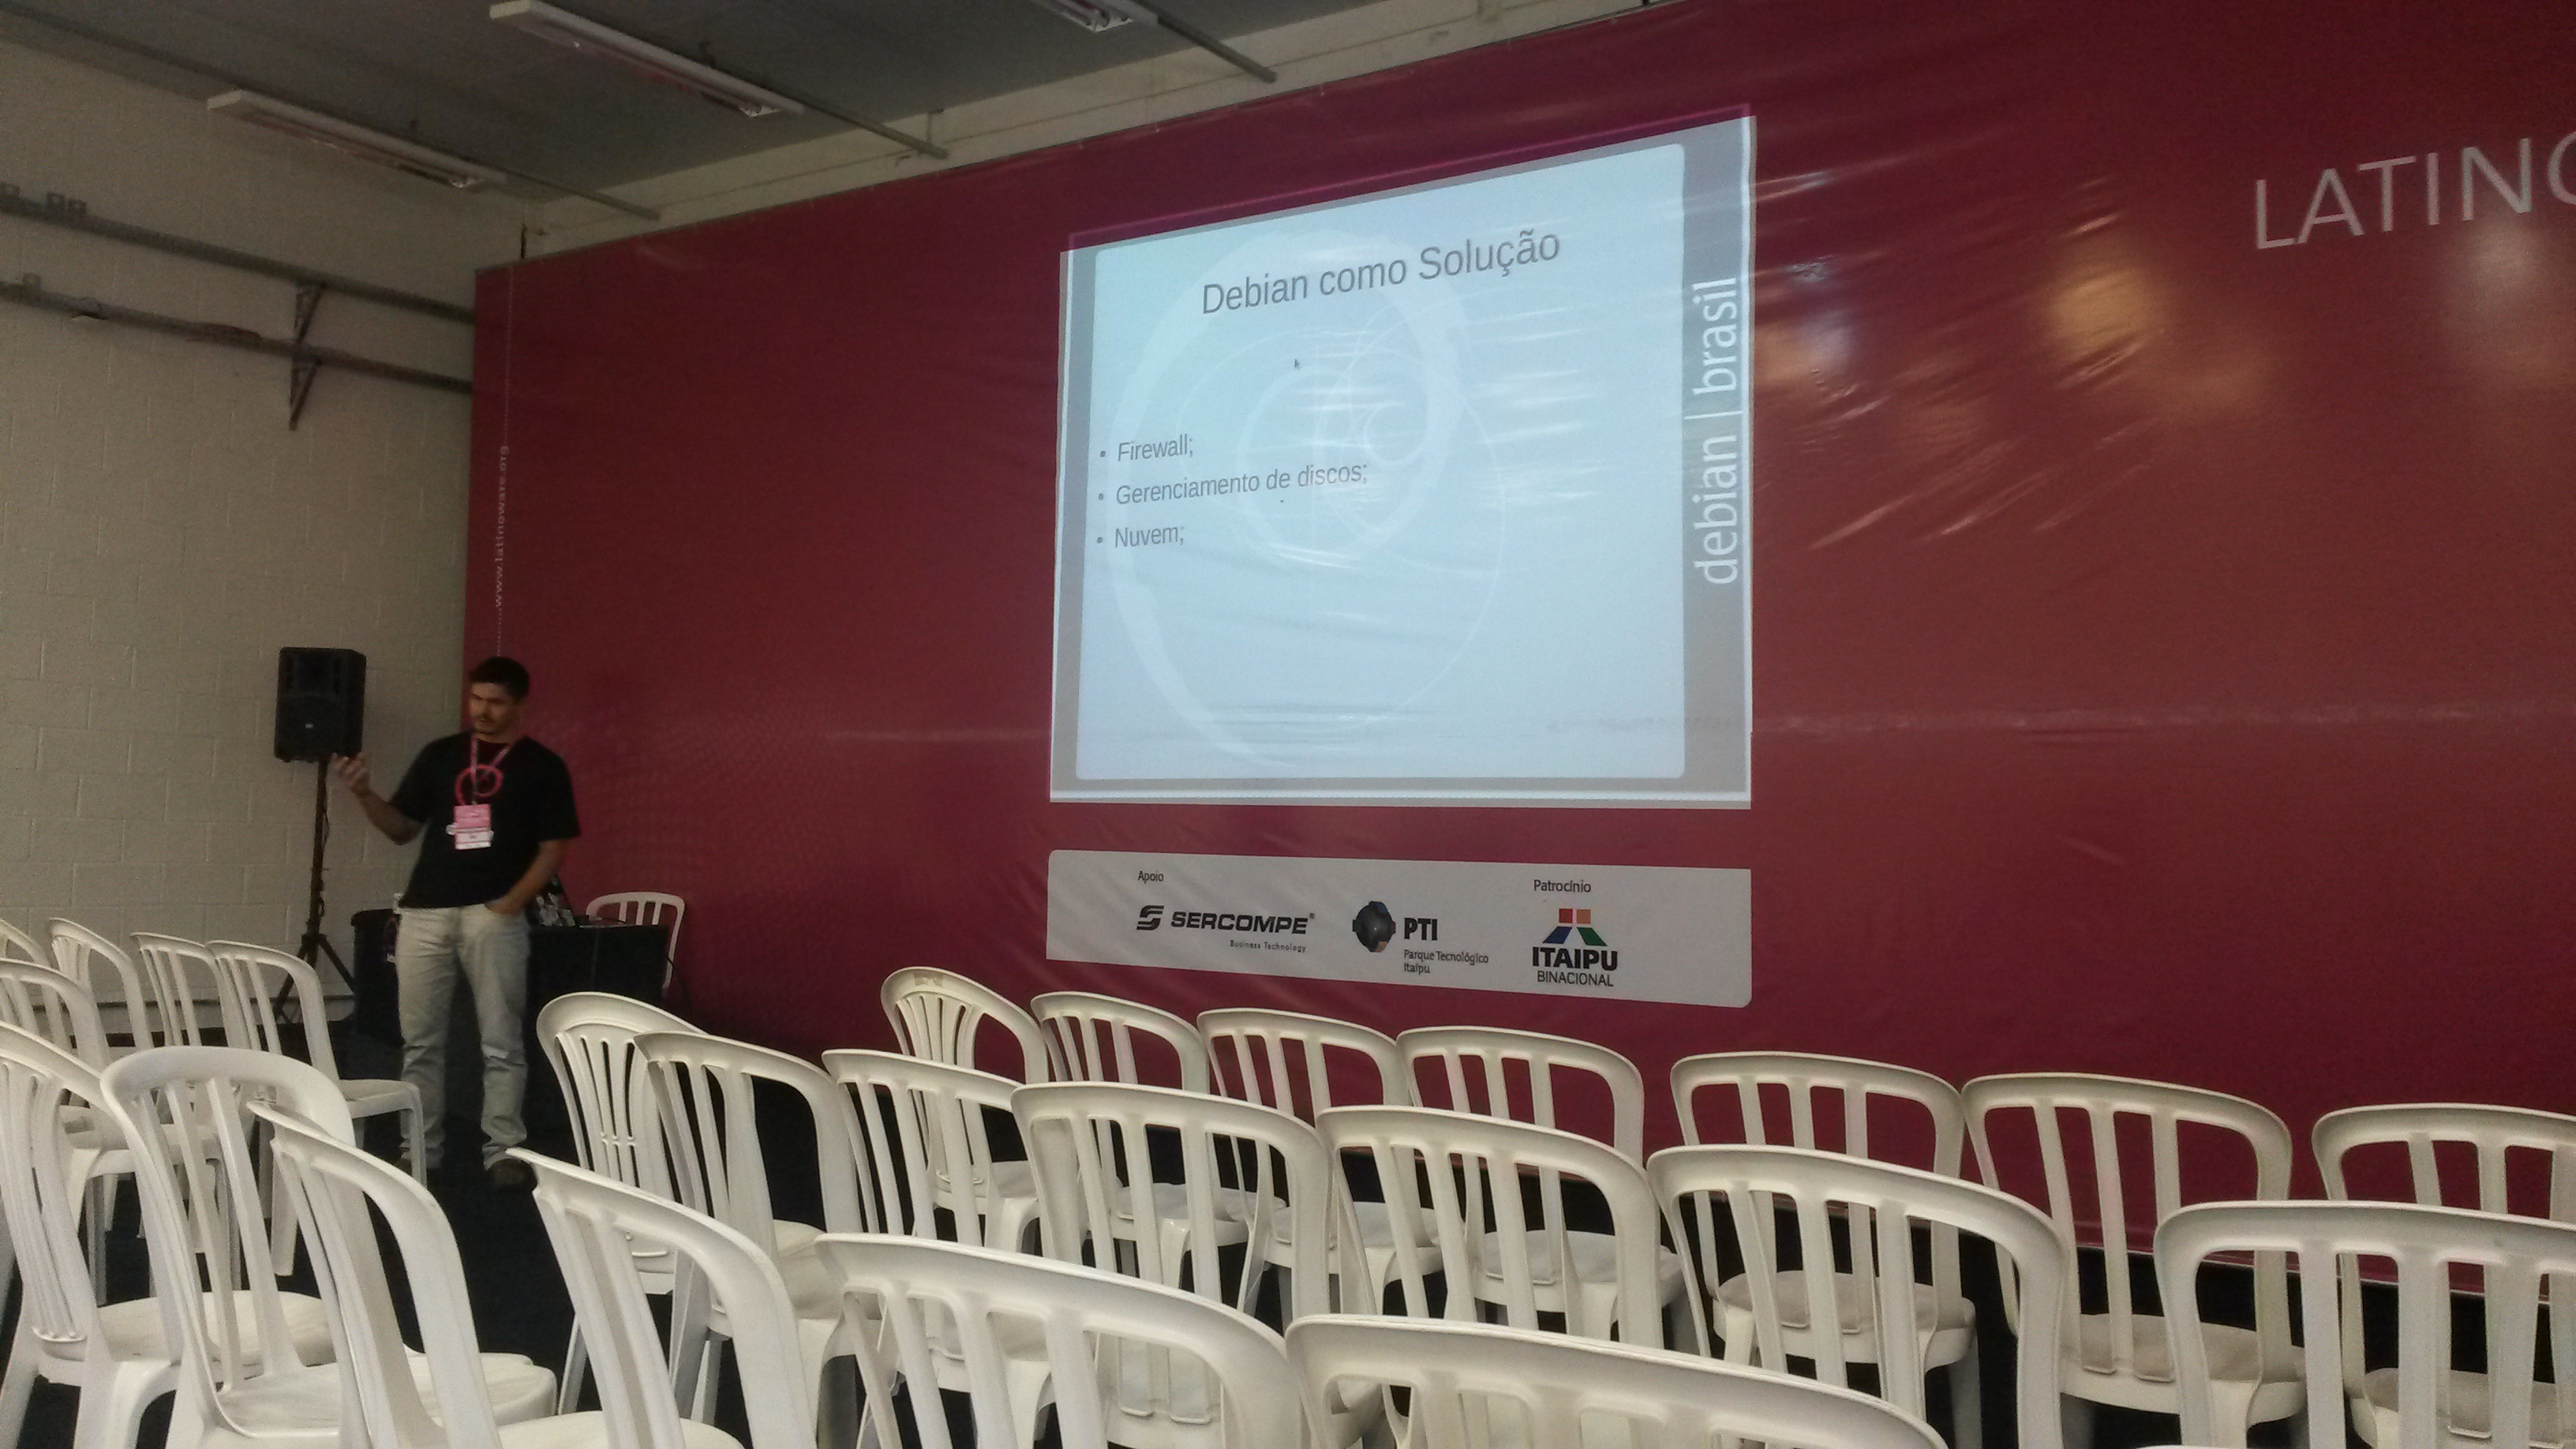 LATINO
www.latinoware.org
Debian como Solução
• Firewall;
• Gerenciamento de discos;
• Nuvem;
debian | brasil
Apoio
SERCOMPE®
Business Technology
PTI
Parque Tecnológico
Itaipu
Patrocínio
ITAIPU
BINACIONAL